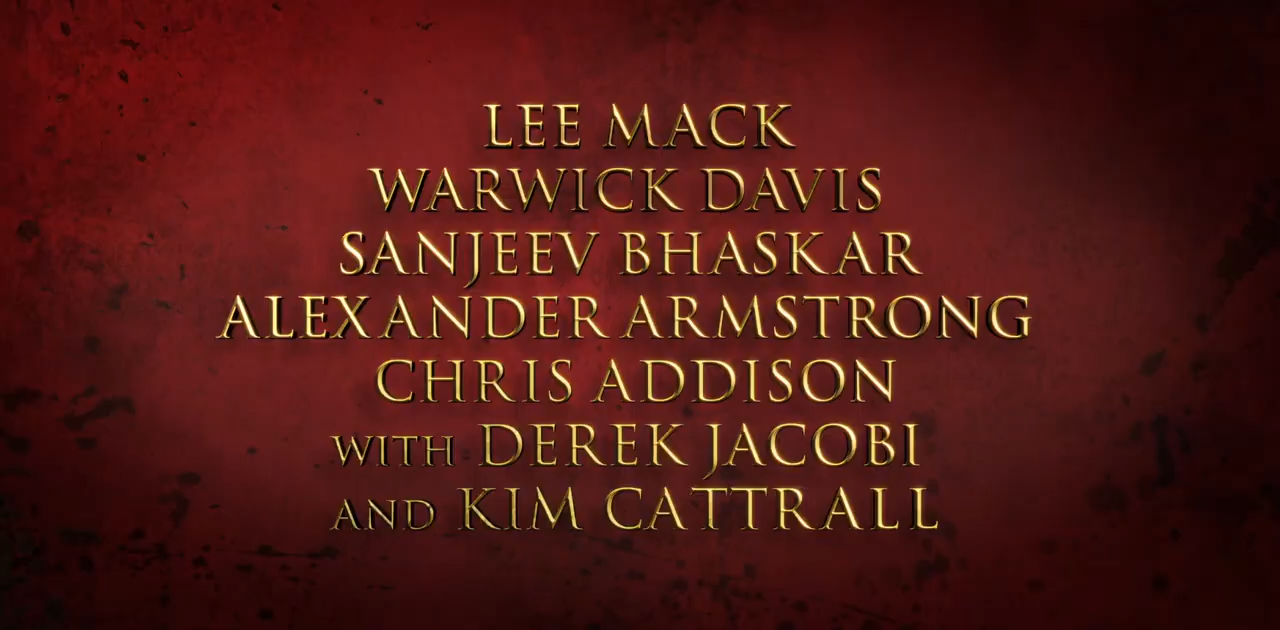 LEE MACK
WARWICK DAVIS
SANJEEV BHASKAR
ALEXANDER ARMSTRONG
CHRIS ADDISON
WITH DEREK JACOBI
AND KIM CATTRALL